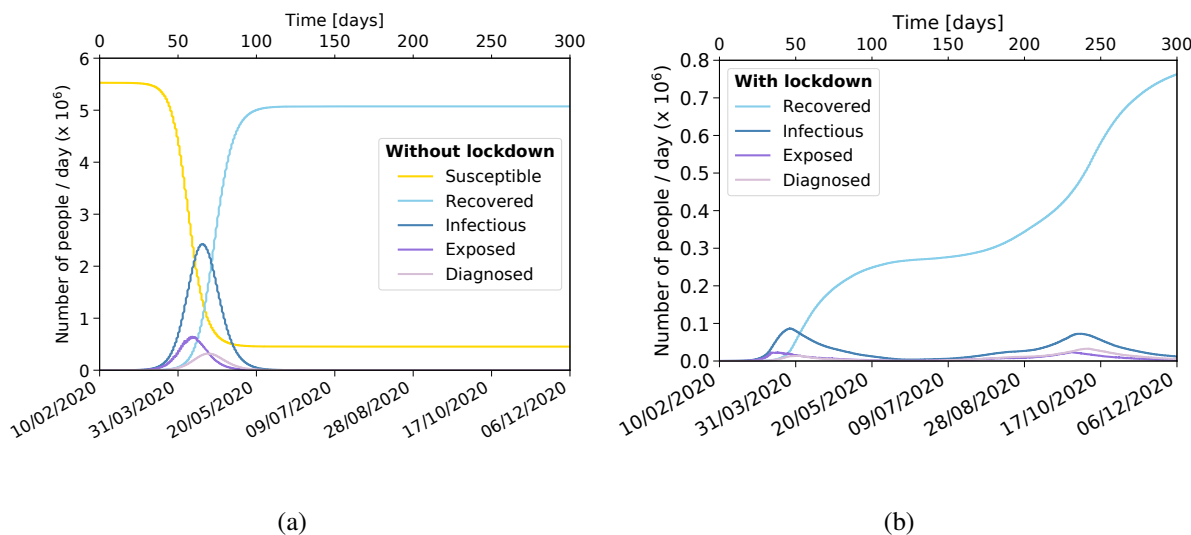 Time [days]
0 50 100 150 200 250 300
Number of people / day (x 10⁶)
6
5
4
3
2
1
0
Without lockdown
Susceptible
Recovered
Infectious
Exposed
Diagnosed
10/02/2020 31/03/2020 20/05/2020 09/07/2020 28/08/2020 17/10/2020 06/12/2020
(a)
Time [days]
0 50 100 150 200 250 300
Number of people / day (x 10⁶)
0.8
0.7
0.6
0.5
0.4
0.3
0.2
0.1
0.0
With lockdown
Recovered
Infectious
Exposed
Diagnosed
10/02/2020 31/03/2020 20/05/2020 09/07/2020 28/08/2020 17/10/2020 06/12/2020
(b)